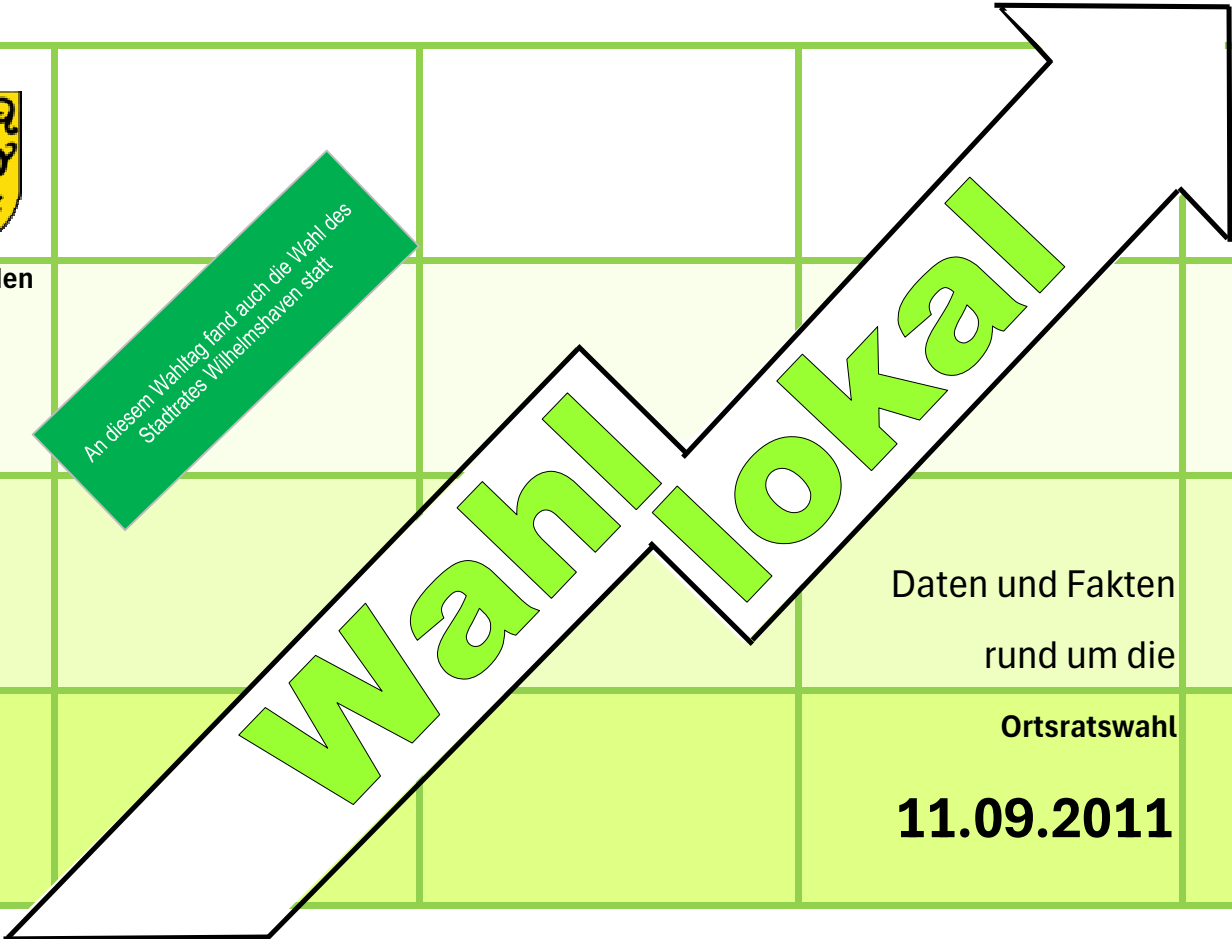 An diesem Wahltag fand auch die Wahl des
Stadtrates Wilhelmshaven statt
Wahl
lokal
Daten und Fakten
rund um die
Ortsratswahl
11.09.2011